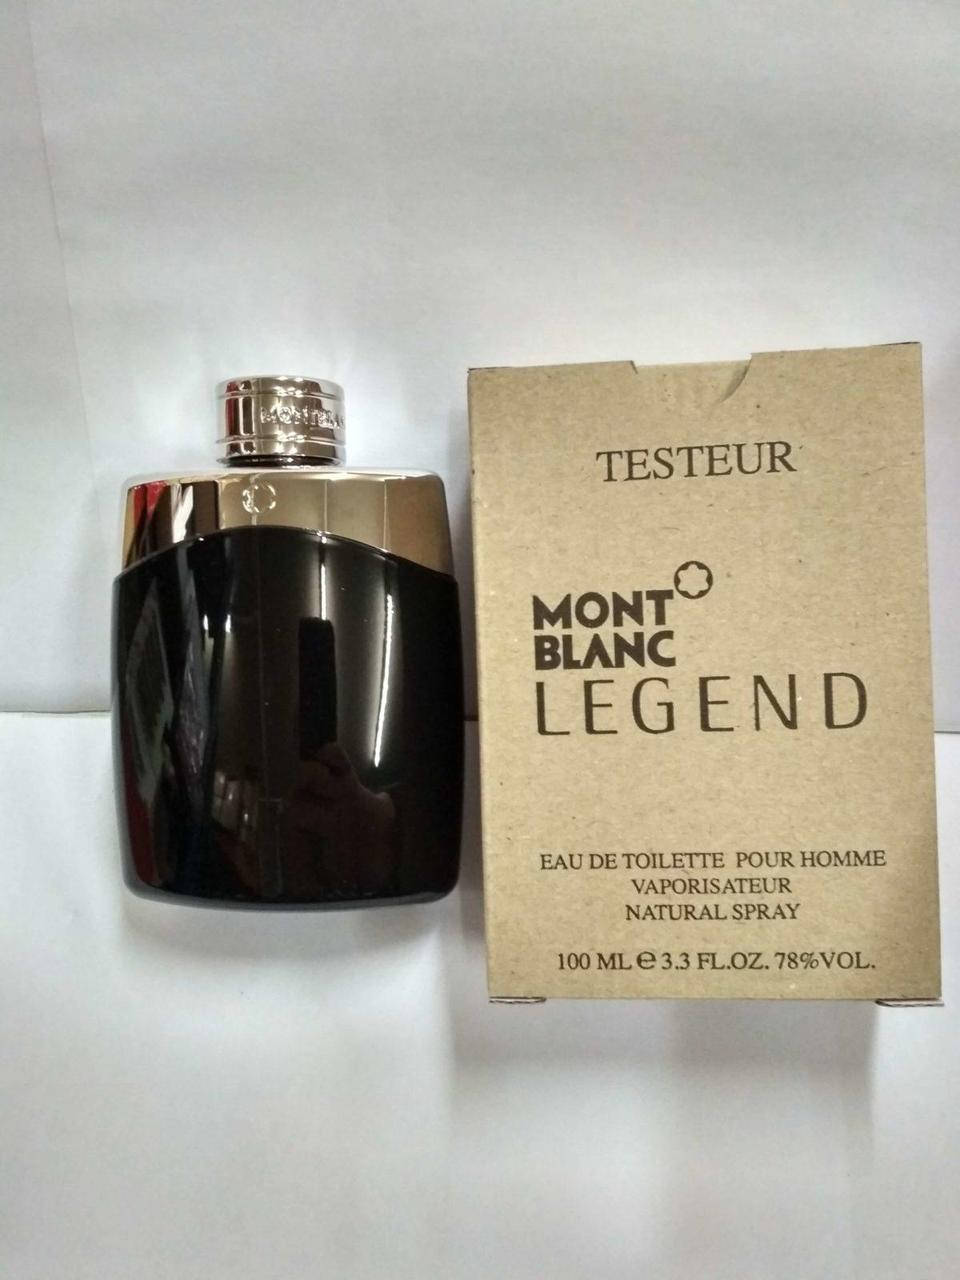 TESTEUR
MONT
BLANC
LEGEND
EAU DE TOILETTE POUR HOMME
VAPORISATEUR
NATURAL SPRAY
100 ML ℮ 3.3 FL.OZ. 78%VOL.